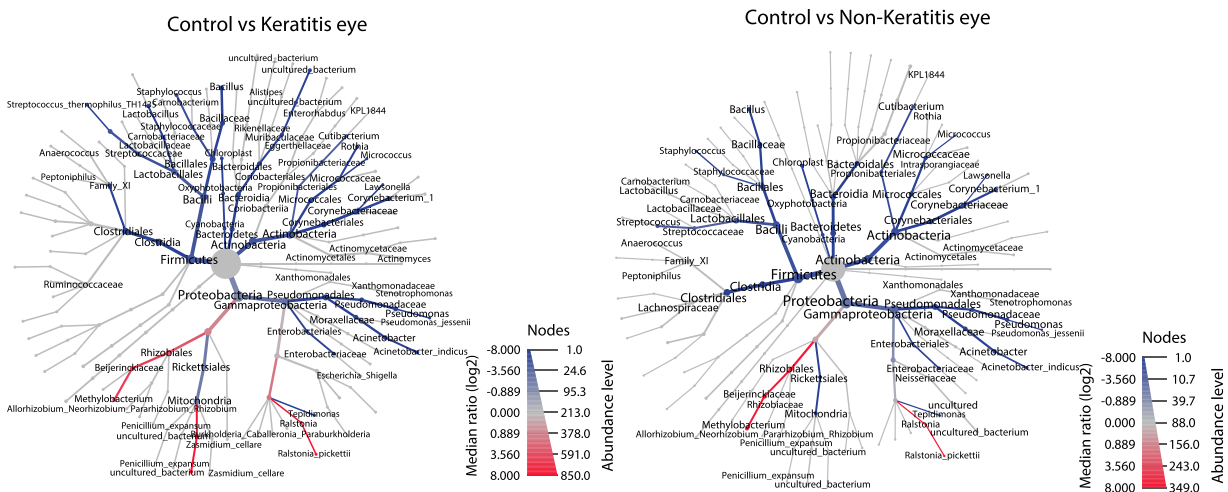 Control vs Keratitis eye
uncultured_bacterium
uncultured_bacterium
Bacillus
Staphylococcus
Alistipes
Streptococcus_thermophilus_TH1435
Carnobacterium
uncultured_bacterium
Lactobacillus
Enterorhabdus
KPL1844
Bacillaceae
Staphylococcaceae
Rikenellaceae
Carnobacteriaceae
Muribaculaceae
Cutibacterium
Lactobacillaceae
Eggerthellaceae
Rothia
Anaerococcus
Streptococcaceae
Chloroplast
Micrococcus
Bacillales
Bacteroidales
Propionibacteriaceae
Peptoniphilus
Lactobacillales
Coriobacteriales
Micrococcaceae
Family_XI
Oxyphotobacteria
Propionibacteriales
Lawsonella
Bacilli
Bacteroidia
Micrococcales
Corynebacterium_1
Coriobacteria
Corynebacteriaceae
Cyanobacteria
Corynebacteriales
Clostridiales
Bacteroidetes
Actinobacteria
Clostridia
Actinobacteria
Actinomycetaceae
Firmicutes
Actinomycetales
Actinomyces
Xanthomonadales
Ruminococcaceae
Xanthomonadaceae
Proteobacteria
Pseudomonadales
Stenotrophomonas
Gammaproteobacteria
Pseudomonadaceae
Moraxellaceae
Pseudomonas
Pseudomonas_jessenii
Enterobacteriales
Acinetobacter
Rhizobiales
Enterobacteriaceae
Acinetobacter_indicus
Beijerinckiaceae
Rickettsiales
Escherichia_Shigella
Methylobacterium
Mitochondria
Allorhizobium_Neorhizobium_Pararhizobium_Rhizobium
Tepidimonas
Ralstonia
Penicillium_expansum
uncultured_bacterium
Burkholderia_Caballeronia_Paraburkholderia
Zasmidium_cellare
Ralstonia_pickettii
Penicillium_expansum
uncultured_bacterium
Zasmidium_cellare
Nodes
Median ratio (log2)
-8.000
-3.560
-0.889
0.000
0.889
3.560
8.000
1.0
24.6
95.3
213.0
378.0
591.0
850.0
Abundance level
Control vs Non-Keratitis eye
KPL1844
Bacillus
Cutibacterium
Rothia
Micrococcus
Bacillaceae
Propionibacteriaceae
Staphylococcus
Micrococcaceae
Chloroplast
Bacteroidales
Intrasporangiaceae
Staphylococcaceae
Propionibacteriales
Lawsonella
Carnobacterium
Bacillales
Corynebacterium_1
Lactobacillus
Carnobacteriaceae
Bacteroidia
Micrococcales
Lactobacillaceae
Oxyphotobacteria
Corynebacteriaceae
Streptococcus
Lactobacillales
Corynebacteriales
Streptococcaceae
Bacilli
Bacteroidetes
Anaerococcus
Cyanobacteria
Actinobacteria
Actinomycetaceae
Family_XI
Actinobacteria
Actinomycetales
Peptoniphilus
Firmicutes
Clostridia
Xanthomonadales
Clostridiales
Xanthomonadaceae
Lachnospiraceae
Proteobacteria
Pseudomonadales
Stenotrophomonas
Gammaproteobacteria
Pseudomonadaceae
Moraxellaceae
Pseudomonas
Pseudomonas_jessenii
Enterobacteriales
Acinetobacter
Rhizobiales
Enterobacteriaceae
Acinetobacter_indicus
Rickettsiales
Neisseriaceae
Beijerinckiaceae
Rhizobiaceae
uncultured
Mitochondria
Tepidimonas
Methylobacterium
Ralstonia
uncultured_bacterium
Allorhizobium_Neorhizobium_Pararhizobium_Rhizobium
Penicillium_expansum
uncultured_bacterium
Ralstonia_pickettii
Penicillium_expansum
uncultured_bacterium
Nodes
Median ratio (log2)
-8.000
-3.560
-0.889
0.000
0.889
3.560
8.000
1.0
10.7
39.7
88.0
156.0
243.0
349.0
Abundance level